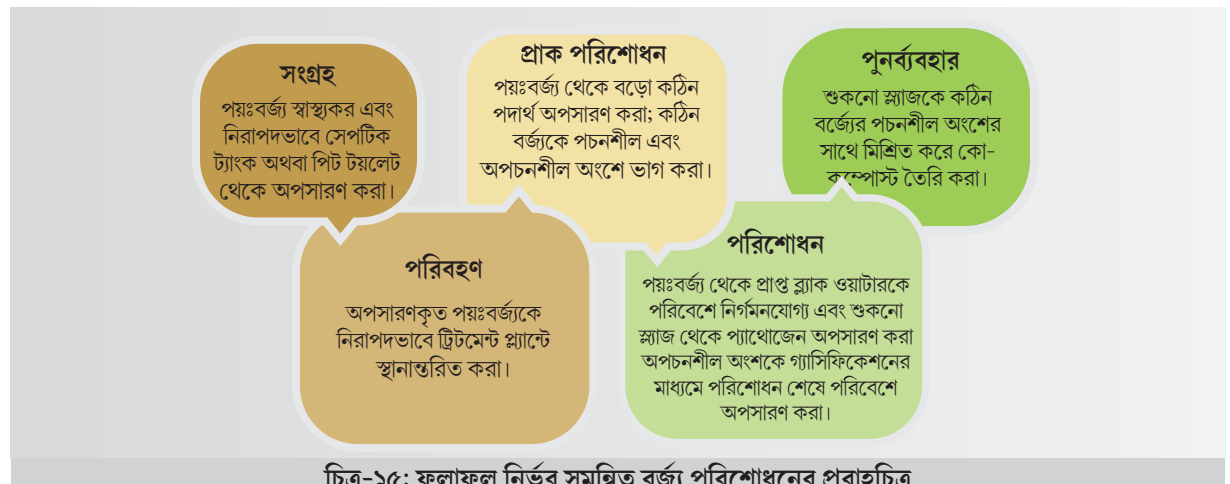 সংগ্রহ
পয়ঃবর্জ্য স্বাস্থ্যকর এবং
নিরাপদভাবে সেপটিক
ট্যাংক অথবা পিট টয়লেট
থেকে অপসারণ করা।
পরিবহণ
অপসারণকৃত পয়ঃবর্জ্যকে
নিরাপদভাবে ট্রিটমেন্ট প্ল্যান্টে
স্থানান্তরিত করা।
প্রাক পরিশোধন
পয়ঃবর্জ্য থেকে বড়ো কঠিন
পদার্থ অপসারণ করা; কঠিন
বর্জ্যকে পচনশীল এবং
অপচনশীল অংশে ভাগ করা।
পরিশোধন
পয়ঃবর্জ্য থেকে প্রাপ্ত ব্ল্যাক ওয়াটারকে
পরিবেশে নির্গমনযোগ্য এবং শুকনো
স্ল্যাজ থেকে প্যাথোজেন অপসারণ করা
অপচনশীল অংশকে গ্যাসিফিকেশনের
মাধ্যমে পরিশোধন শেষে পরিবেশে
অপসারণ করা।
পুনর্ব্যবহার
শুকনো স্ল্যাজকে কঠিন
বর্জ্যের পচনশীল অংশের
সাথে মিশ্রিত করে কো-
কম্পোস্ট তৈরি করা।
চিত্র-১৫: ফলাফল নির্ভর সমন্বিত বর্জ্য পরিশোধনের প্রবাহচিত্র